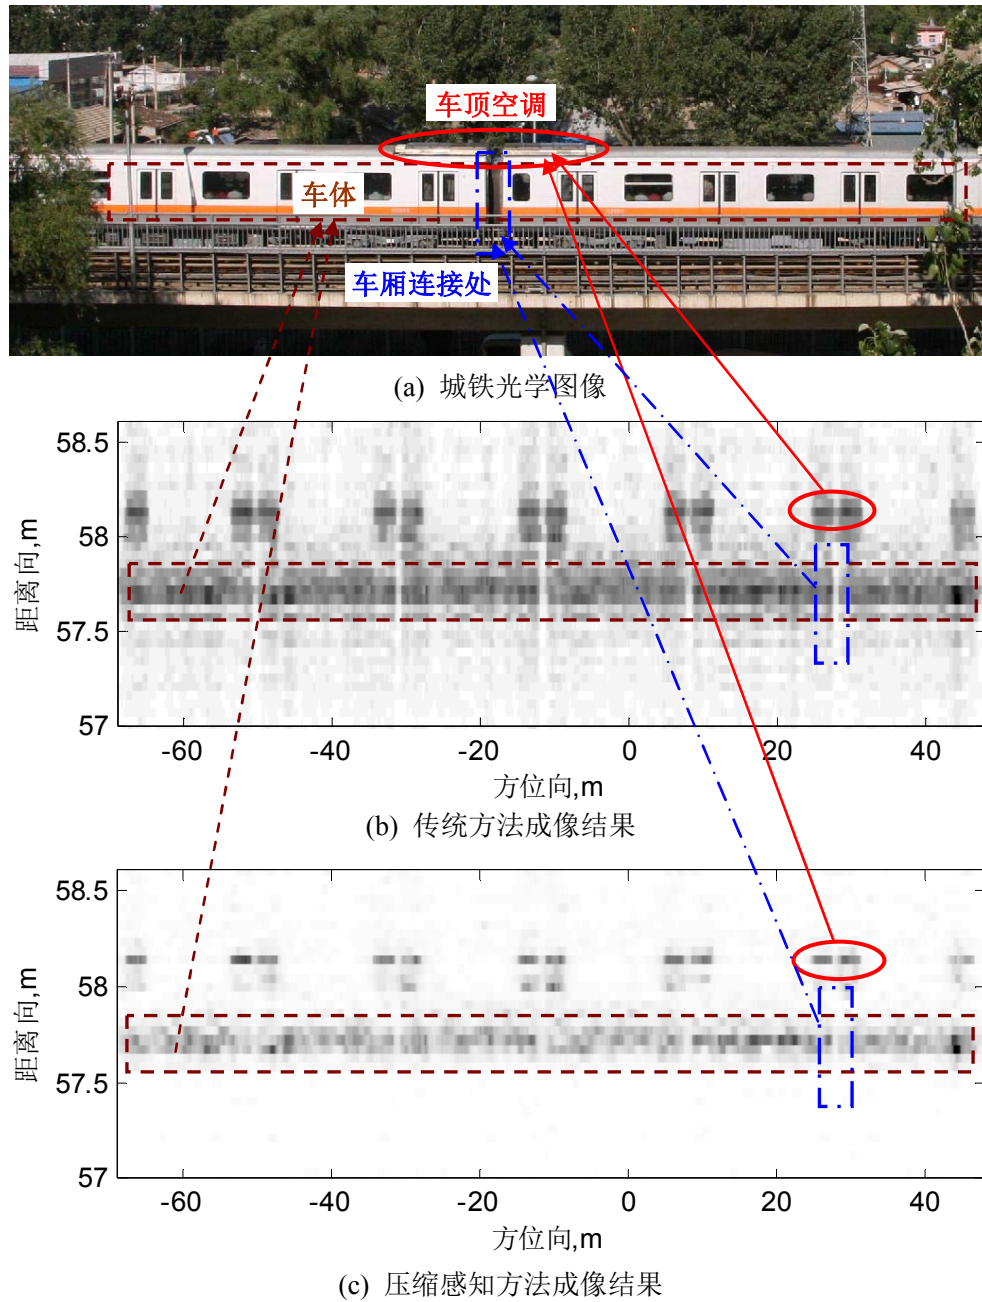 车顶空调
车体
车厢连接处
(a) 城铁光学图像
58.5
58
57.5
57
距离向,m
-60 -40 -20 0 20 40
方位向,m
(b) 传统方法成像结果
58.5
58
57.5
57
距离向,m
-60 -40 -20 0 20 40
方位向,m
(c) 压缩感知方法成像结果